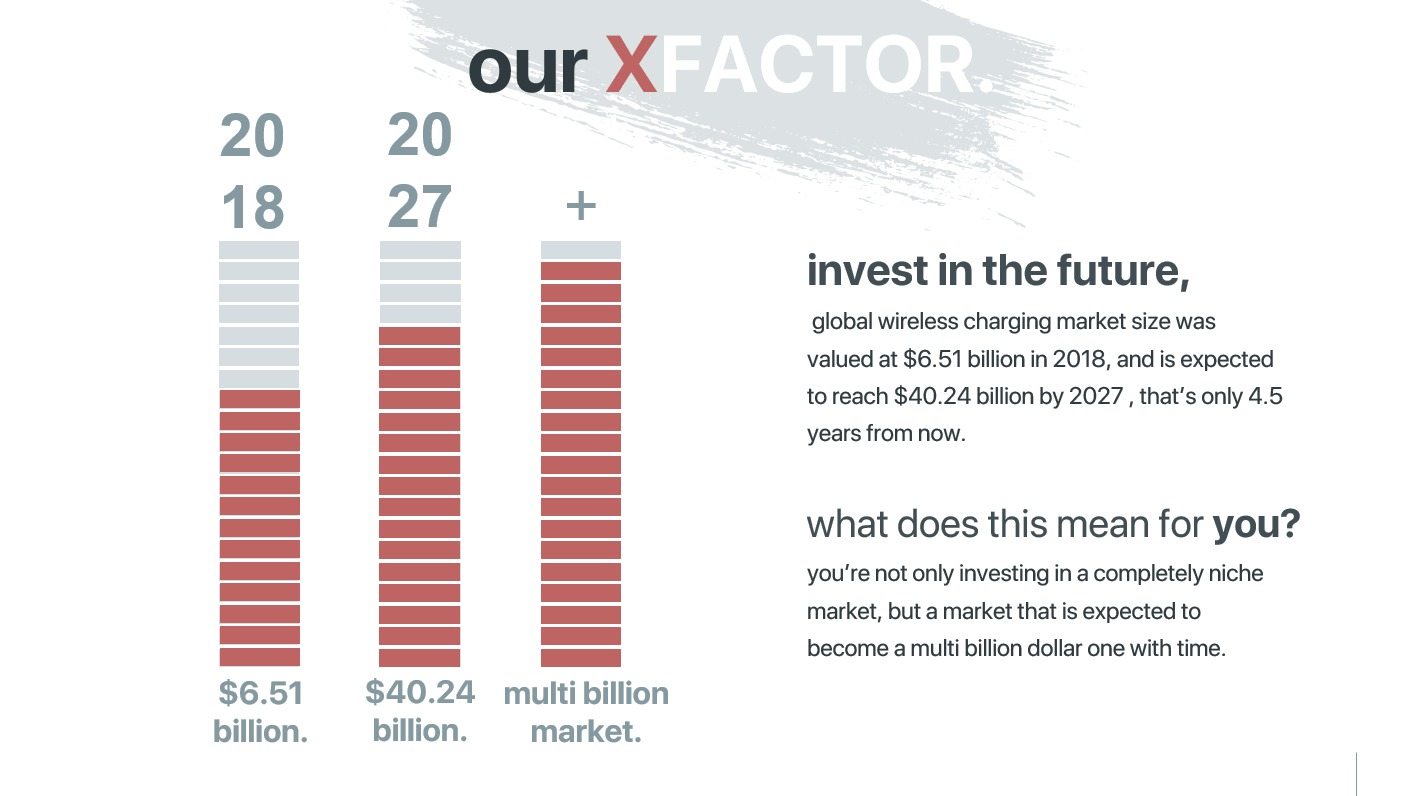 our XFACTOR.
20
18
20
27
+
$6.51
billion.
$40.24
billion.
multi billion
market.
invest in the future,
global wireless charging market size was
valued at $6.51 billion in 2018, and is expected
to reach $40.24 billion by 2027 , that’s only 4.5
years from now.
what does this mean for you?
you’re not only investing in a completely niche
market, but a market that is expected to
become a multi billion dollar one with time.